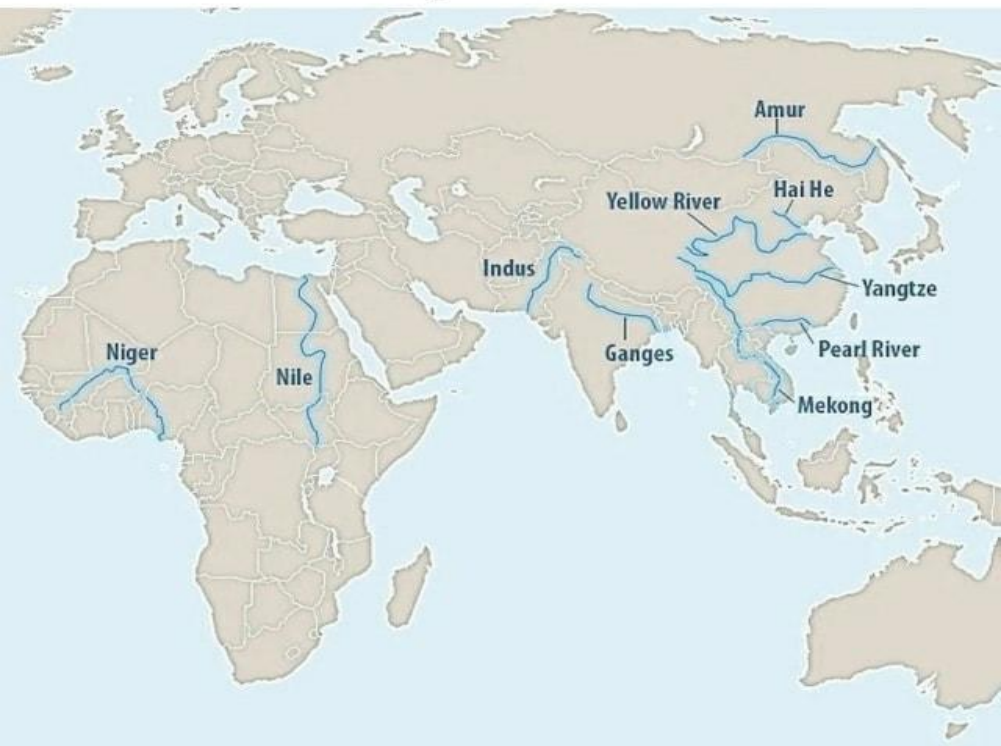 Amur
Hai He
Yellow River
Indus
Yangtze
Niger
Ganges
Pearl River
Nile
Mekong